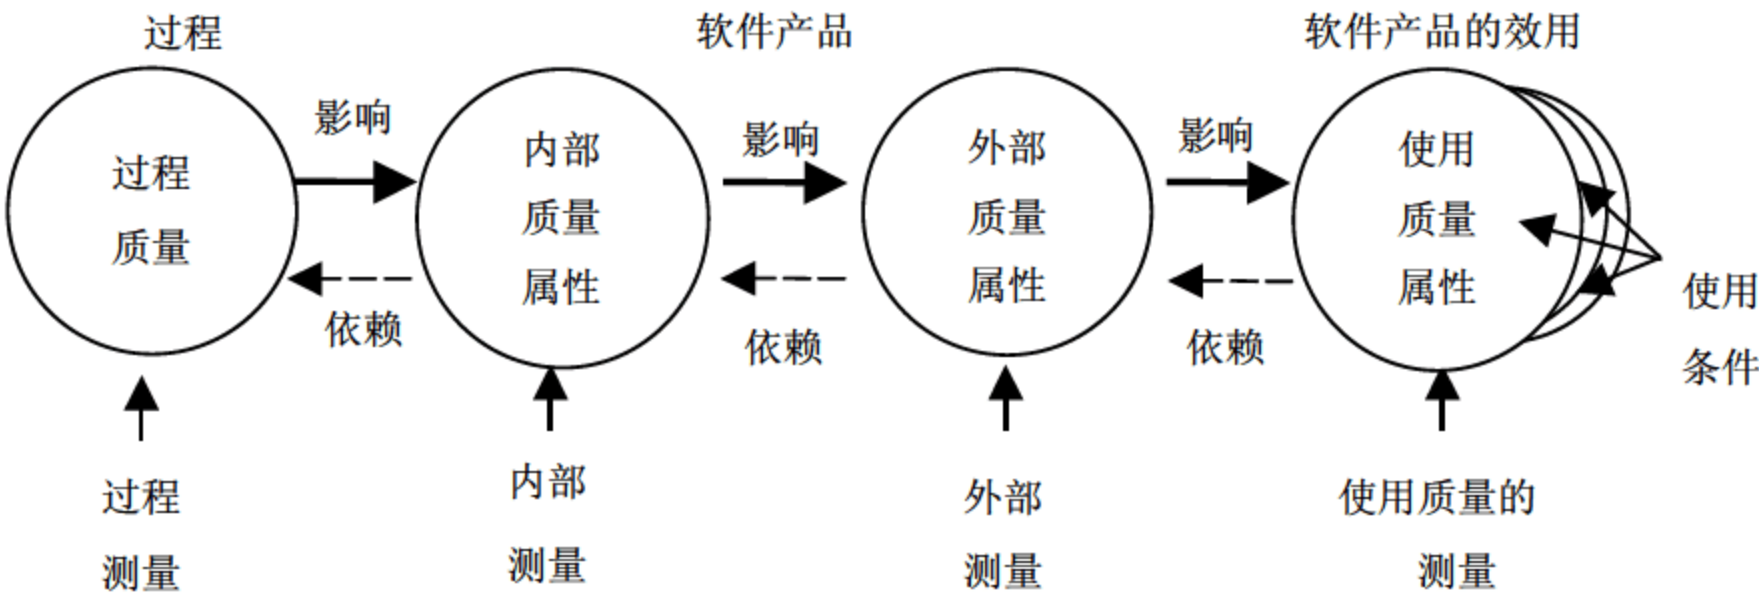 过程
软件产品
软件产品的效用
影响
影响
影响
过程
质量
内部
质量
属性
外部
质量
属性
使用
质量
属性
依赖
依赖
依赖
使用
条件
过程
测量
内部
测量
外部
测量
使用质量的
测量